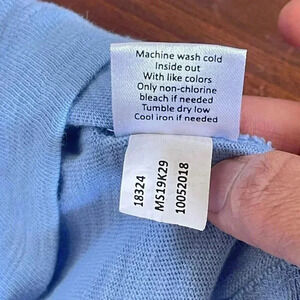 Machine wash cold
Inside out
With like colors
Only non-chlorine
bleach if needed
Tumble dry low
Cool iron if needed
18324
MS19K29
10052018